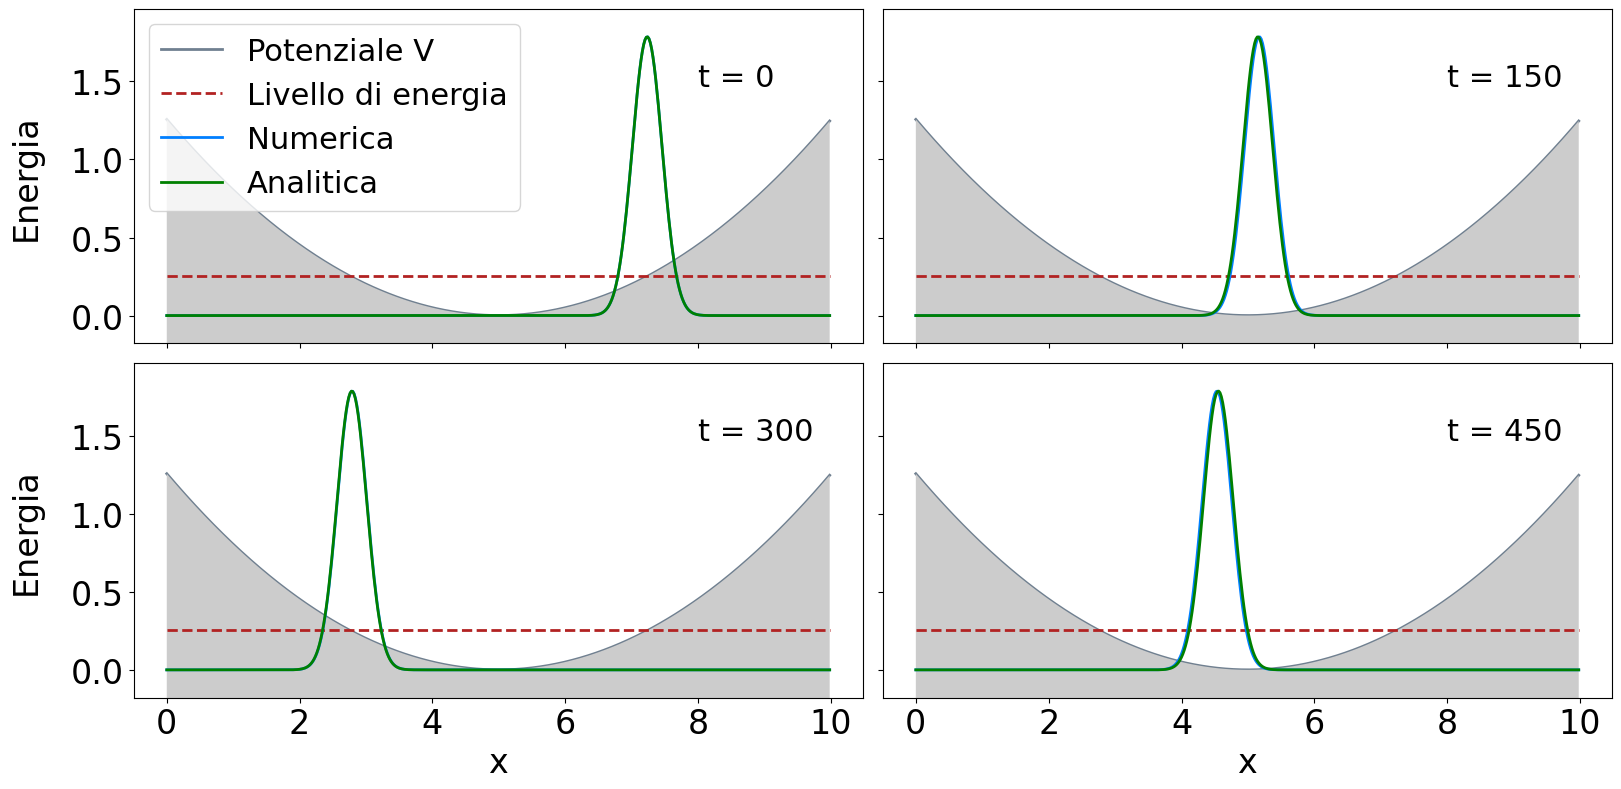 Potenziale V
Livello di energia
Numerica
Analitica
t = 0
t = 150
Energia
1.5
1.0
0.5
0.0
t = 300
t = 450
Energia
1.5
1.0
0.5
0.0
0 2 4 6 8 10
0 2 4 6 8 10
x
x